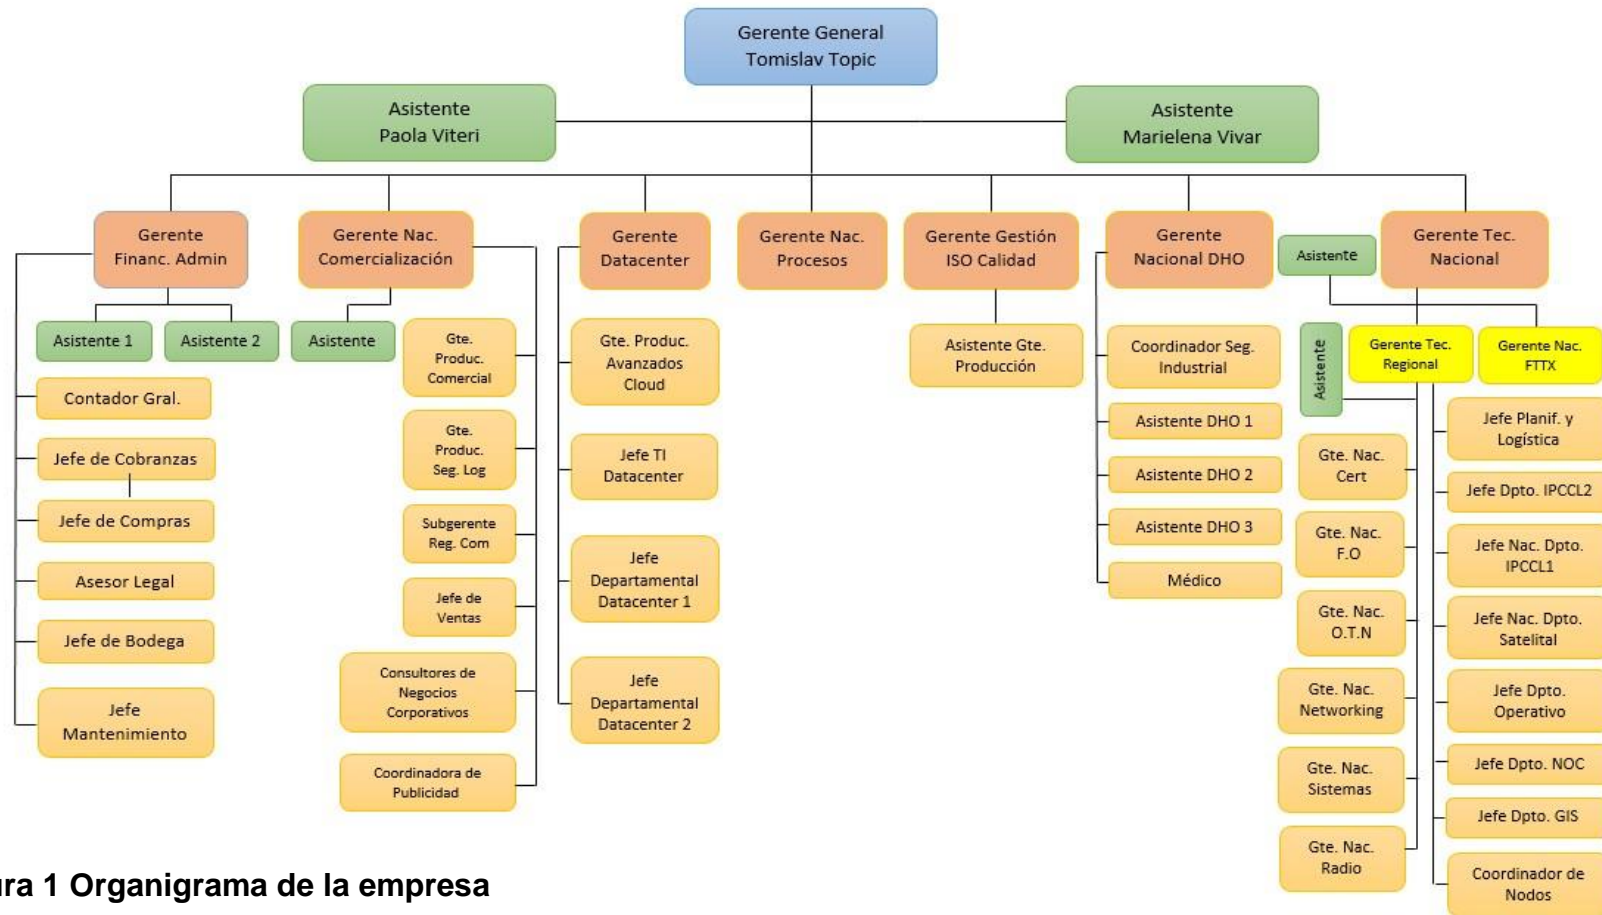 Gerente General
Tomislav Topic
Asistente
Paola Viteri
Asistente
Marielena Vivar
Gerente
Financ. Admin
Gerente Nac.
Comercialización
Gerente
Datacenter
Gerente Nac.
Procesos
Gerente Gestión
ISO Calidad
Gerente
Nacional DHO
Asistente
Gerente Tec.
Nacional
Asistente 1
Asistente 2
Contador Gral.
Jefe de Cobranzas
Jefe de Compras
Asesor Legal
Jefe de Bodega
Jefe
Mantenimiento
Asistente
Gte.
Produc.
Comercial
Gte.
Produc.
Seg. Log
Subgerente
Reg. Com
Jefe de
Ventas
Consultores de
Negocios
Corporativos
Coordinadora de
Publicidad
Gte. Produc.
Avanzados
Cloud
Jefe TI
Datacenter
Jefe
Departamental
Datacenter 1
Jefe
Departamental
Datacenter 2
Asistente Gte.
Producción
Coordinador Seg.
Industrial
Asistente DHO 1
Asistente DHO 2
Asistente DHO 3
Médico
Asistente
Gerente Tec.
Regional
Gerente Nac.
FTTX
Gte. Nac.
Cert
Gte. Nac.
F.O
Gte. Nac.
O.T.N
Gte. Nac.
Networking
Gte. Nac.
Sistemas
Gte. Nac.
Radio
Jefe Planif. y
Logística
Jefe Dpto. IPCCL2
Jefe Nac. Dpto.
IPCCL1
Jefe Nac. Dpto.
Satelital
Jefe Dpto.
Operativo
Jefe Dpto. NOC
Jefe Dpto. GIS
Coordinador de
Nodos
ura 1 Organigrama de la empresa